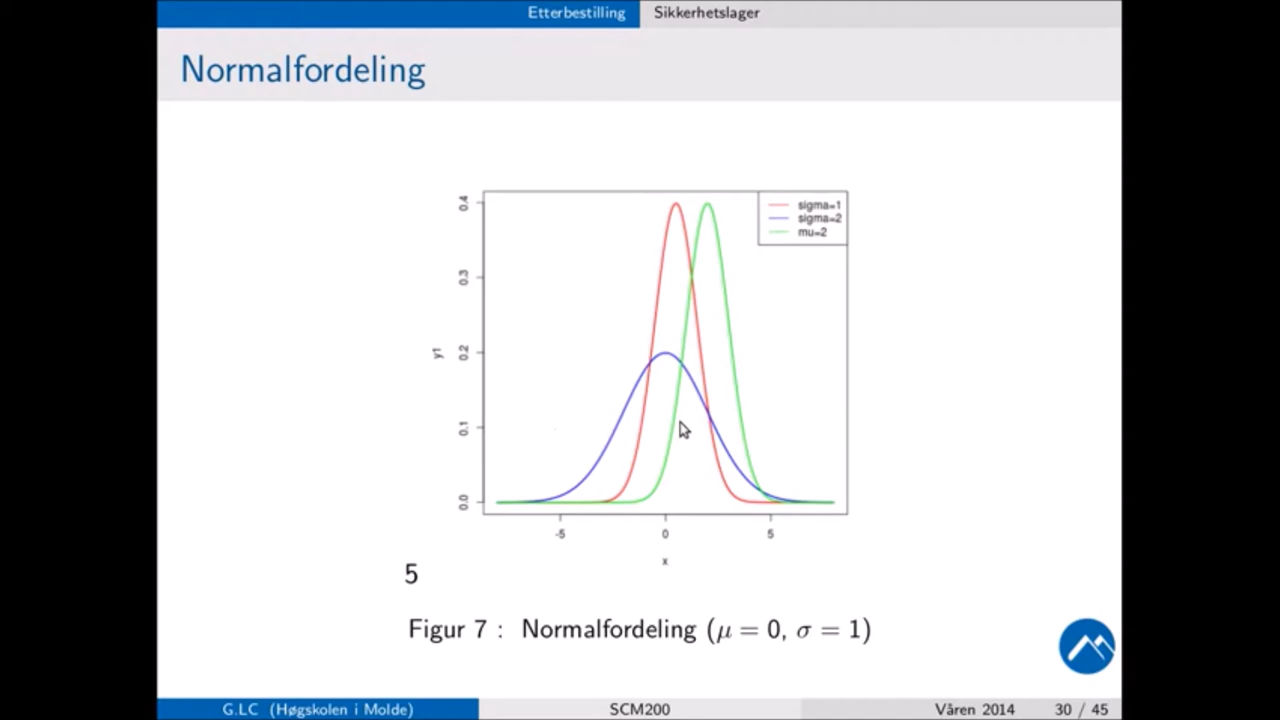 Etterbestilling Sikkerhetslager
Normalfordeling
sigma=1
sigma=2
mu=2
0.4
0.3
0.2
0.1
0.0
y1
-5 0 5
x
5
Figur 7 : Normalfordeling (μ = 0, σ = 1)
G.LC (Høgskolen i Molde) SCM200 Våren 2014 30 / 45